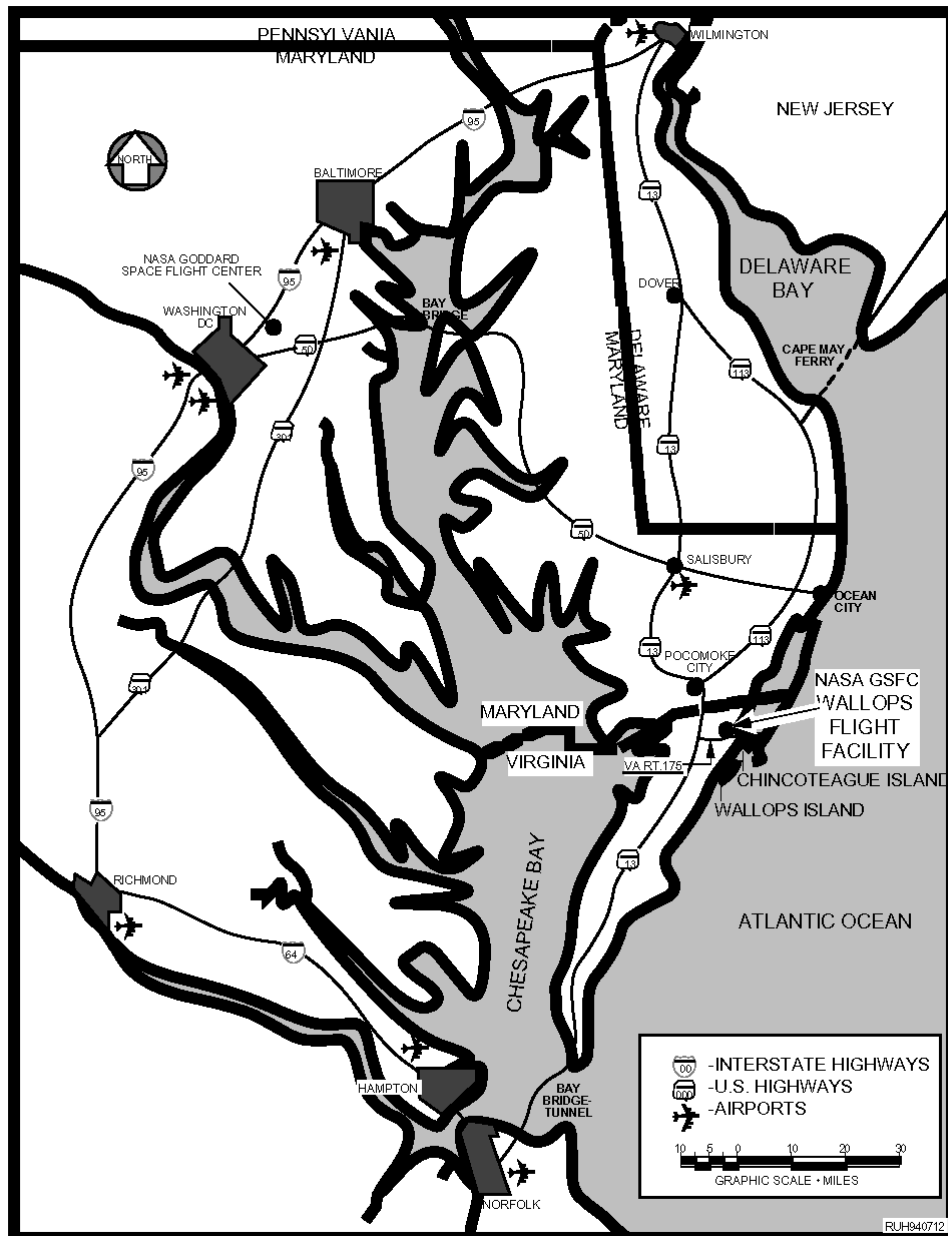 PENNSYLVANIA
MARYLAND
WILMINGTON
NEW JERSEY
95
NORTH
BALTIMORE
13
NASA GODDARD
SPACE FLIGHT CENTER
95
DELAWARE
BAY
DOVER
WASHINGTON
DC
BAY
BRIDGE
50
CAPE MAY
FERRY
DELAWARE
MARYLAND
113
301
13
95
50
SALISBURY
OCEAN
CITY
13
113
POCOMOKE
CITY
301
NASA GSFC
WALLOPS
FLIGHT
FACILITY
MARYLAND
VIRGINIA
VA RT.175
CHINCOTEAGUE ISLAND
WALLOPS ISLAND
95
13
RICHMOND
CHESAPEAKE BAY
ATLANTIC OCEAN
64
HAMPTON
BAY
BRIDGE-
TUNNEL
NORFOLK
00 -INTERSTATE HIGHWAYS
000 -U.S. HIGHWAYS
-AIRPORTS
10 5 0 10 20 30
GRAPHIC SCALE • MILES
RUH940712